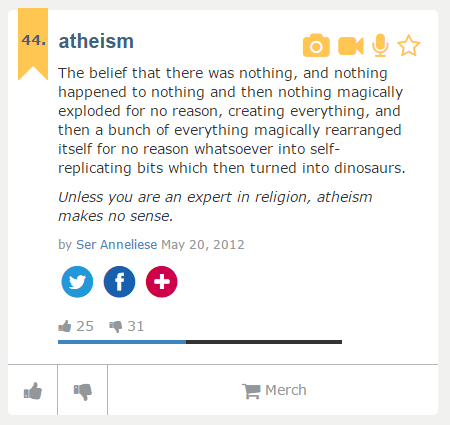 44. atheism
The belief that there was nothing, and nothing
happened to nothing and then nothing magically
exploded for no reason, creating everything, and
then a bunch of everything magically rearranged
itself for no reason whatsoever into self-
replicating bits which then turned into dinosaurs.
Unless you are an expert in religion, atheism
makes no sense.
by Ser Anneliese May 20, 2012
25 31
Merch